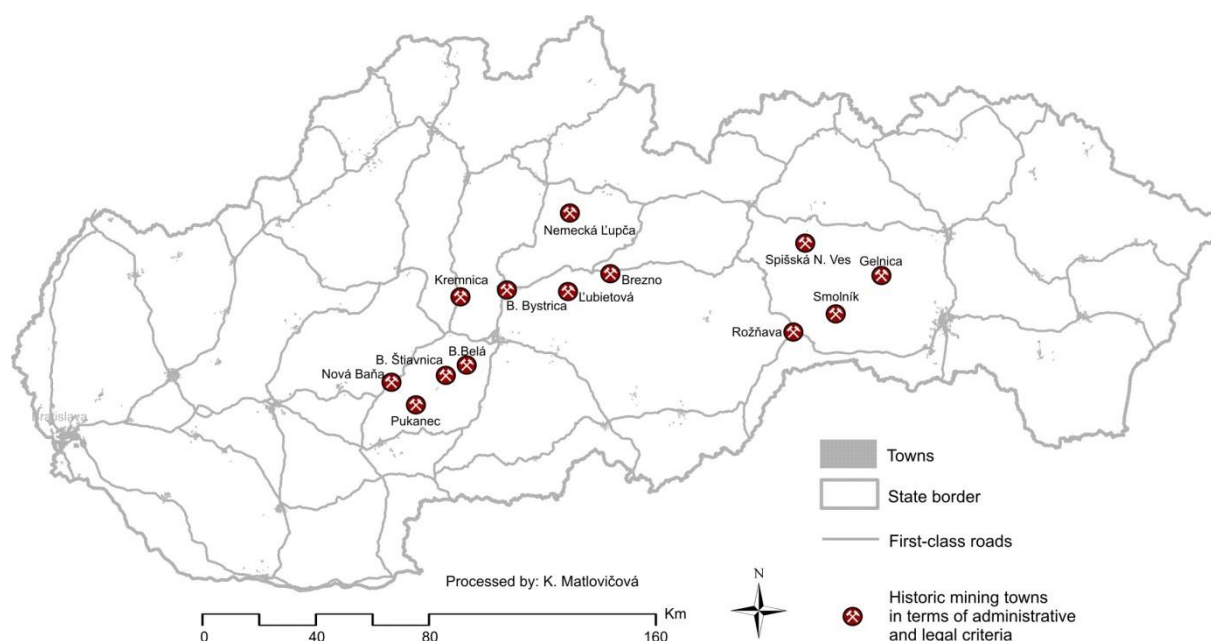 Nemecká Ľupča
Spišská N. Ves
Gelnica
Kremnica
Brezno
B. Bystrica
Ľubietová
Smolník
Rožňava
B.Belá
B. Štiavnica
Nová Baňa
Pukanec
Bratislava
Towns
State border
First-class roads
Processed by: K. Matlovičová
N
Historic mining towns
in terms of administrative
and legal criteria
Km
0 40 80 160